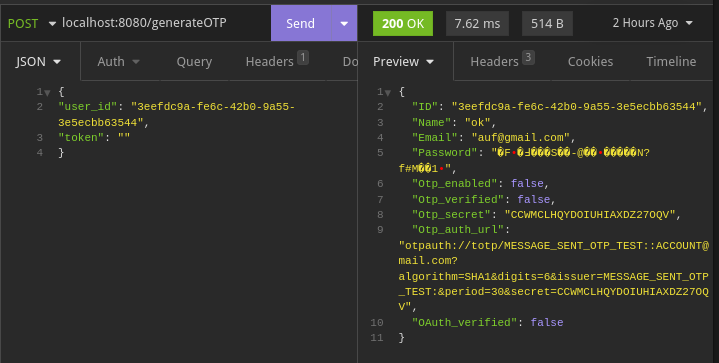 POST localhost:8080/generateOTP Send 200 OK 7.62 ms 514 B 2 Hours Ago
JSON Auth Query Headers 1 Do Preview Headers 3 Cookies Timeline
1 {
2 "user_id": "3eefdc9a-fe6c-42b0-9a55-
3e5ecbb63544",
3 "token": ""
4 }
1 {
2 "ID": "3eefdc9a-fe6c-42b0-9a55-3e5ecbb63544",
3 "Name": "ok",
4 "Email": "auf@gmail.com",
5 "Password": "�F•�Ⅎ���S��-@��•�����N?
f#M��1•",
6 "Otp_enabled": false,
7 "Otp_verified": false,
8 "Otp_secret": "CCWMCLHQYDOIUHIAXDZ27OQV",
9 "Otp_auth_url":
"otpauth://totp/MESSAGE_SENT_OTP_TEST::ACCOUNT@
mail.com?
algorithm=SHA1&digits=6&issuer=MESSAGE_SENT_OTP
_TEST:&period=30&secret=CCWMCLHQYDOIUHIAXDZ27OQ
V",
10 "OAuth_verified": false
11 }